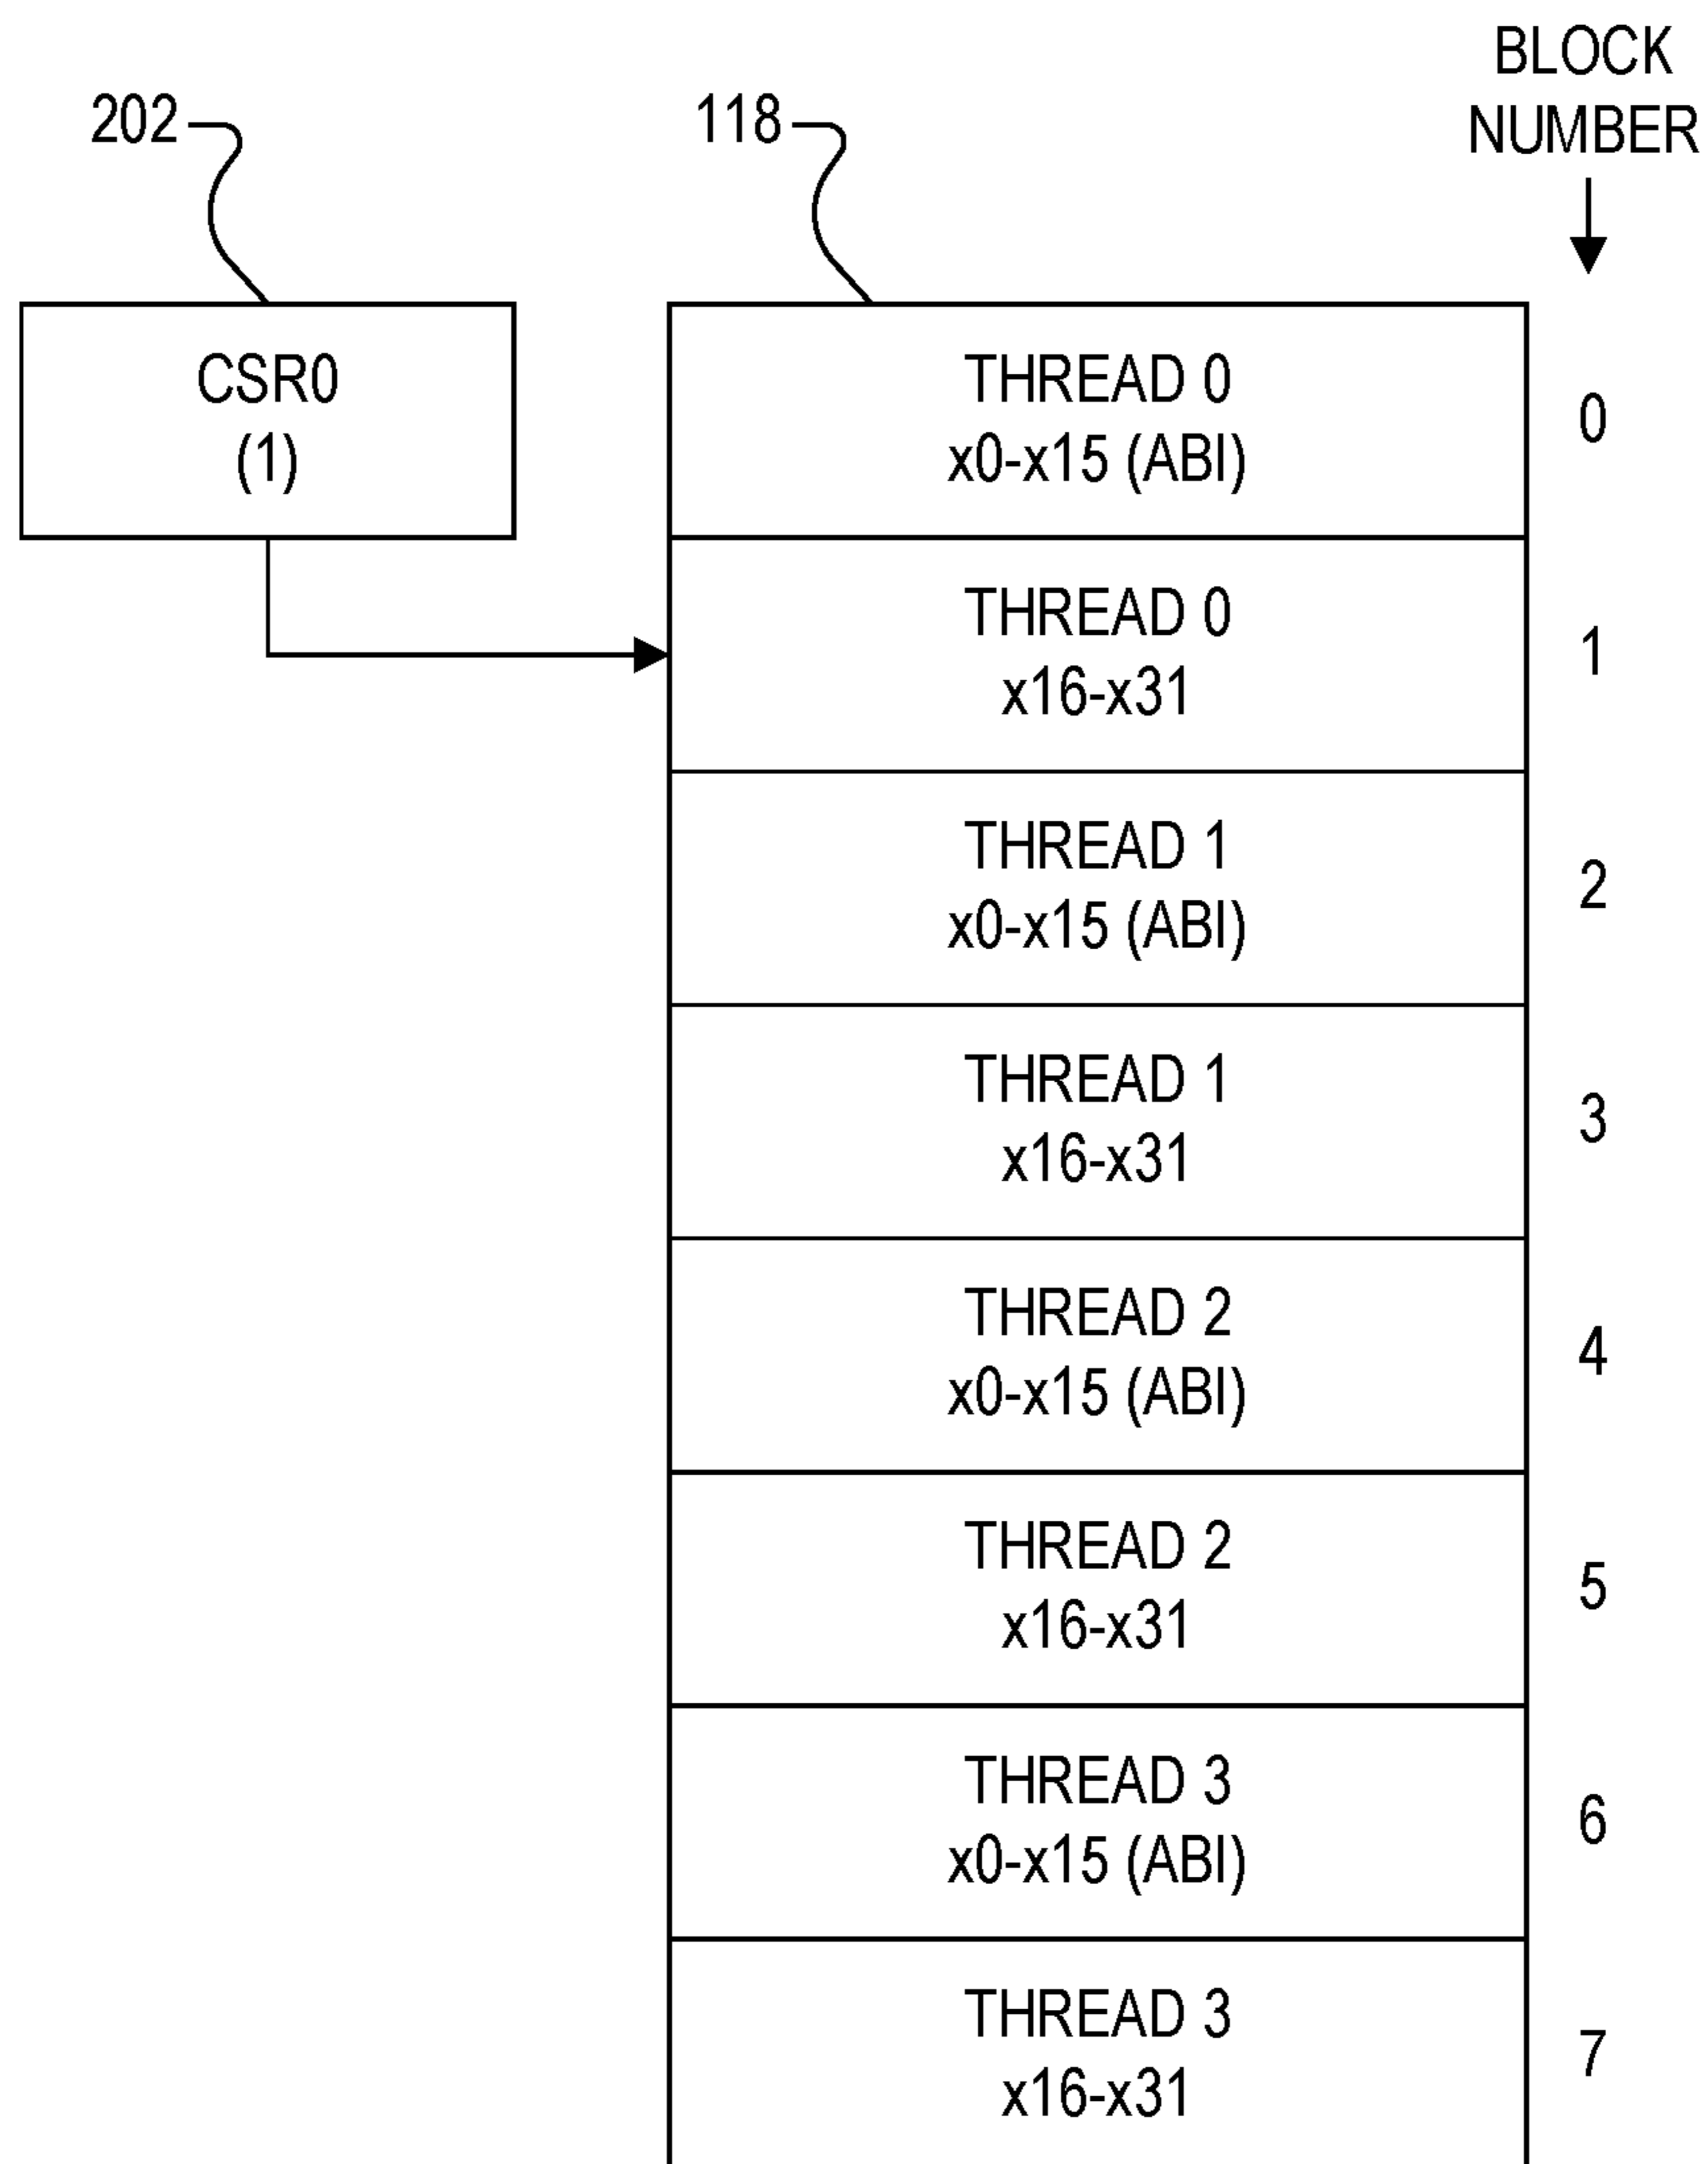 BLOCK
NUMBER
202
118
CSR0
(1)
THREAD 0
x0-x15 (ABI)
0
THREAD 0
x16-x31
1
THREAD 1
x0-x15 (ABI)
2
THREAD 1
x16-x31
3
THREAD 2
x0-x15 (ABI)
4
THREAD 2
x16-x31
5
THREAD 3
x0-x15 (ABI)
6
THREAD 3
x16-x31
7